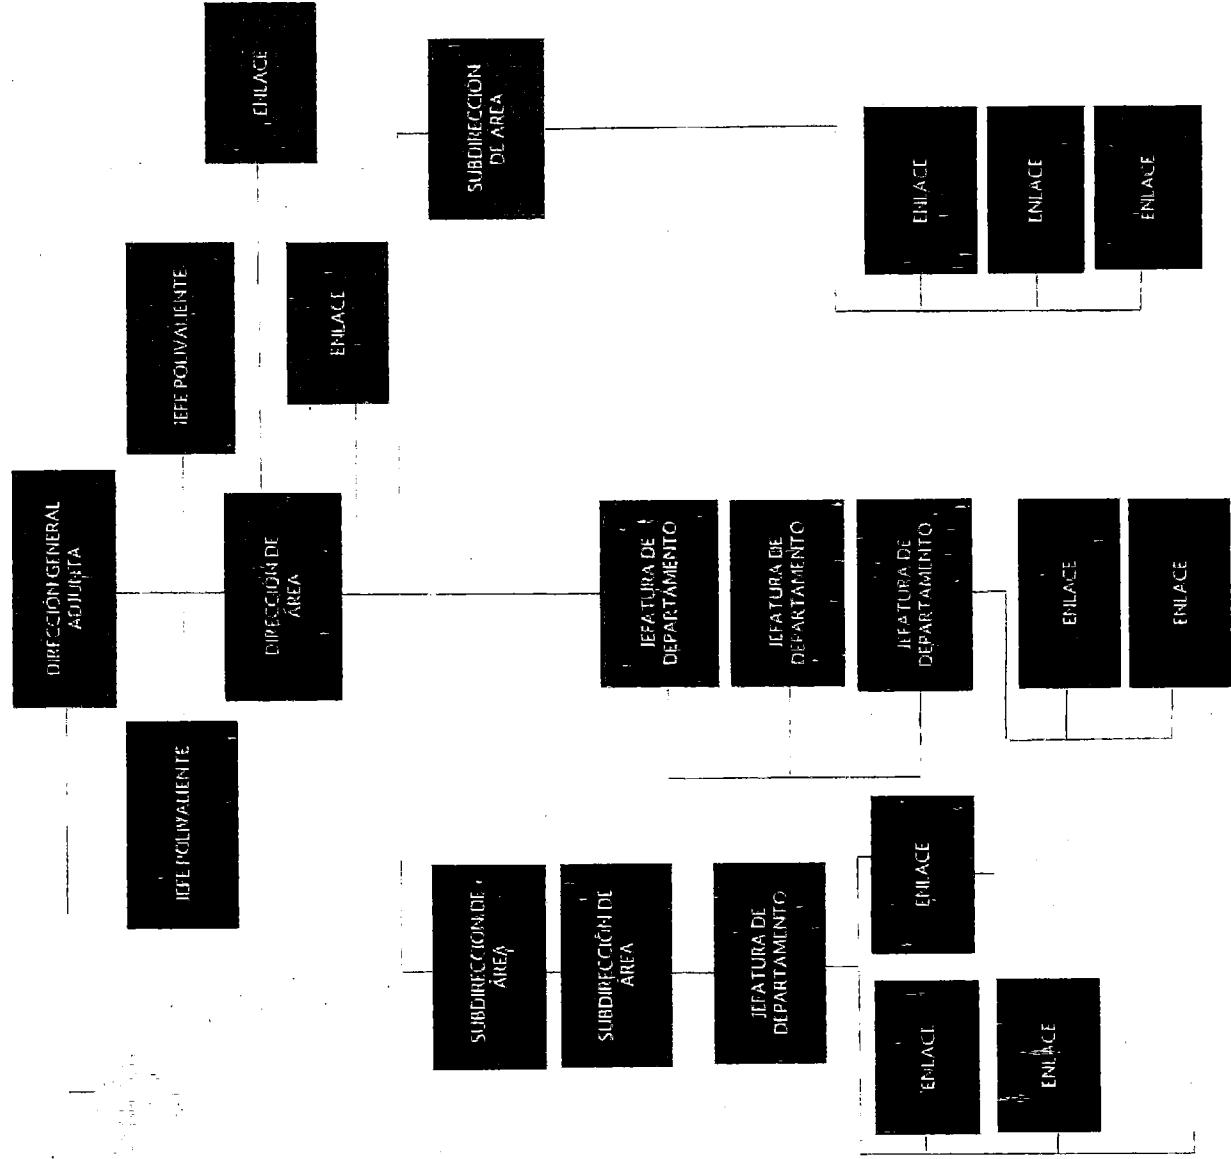 DIRECCIÓN GENERAL
ADJUNTA
JEFE POLIVALIENTE
JEFE POLIVALIENTE
DIRECCIÓN DE
ÁREA
ENLACE
ENLACE
SUBDIRECCIÓN DE
ÁREA
SUBDIRECCION
DE AREA
SUBDIRECCIÓN DE
ÁREA
JEFATURA DE
DEPARTAMENTO
JEFATURA DE
DEPARTAMENTO
JEFATURA DE
DEPARTAMENTO
JEFATURA DE
DEPARTAMENTO
ENLACE
ENLACE
ENLACE
ENLACE
ENLACE
ENLACE
ENLACE
ENLACE